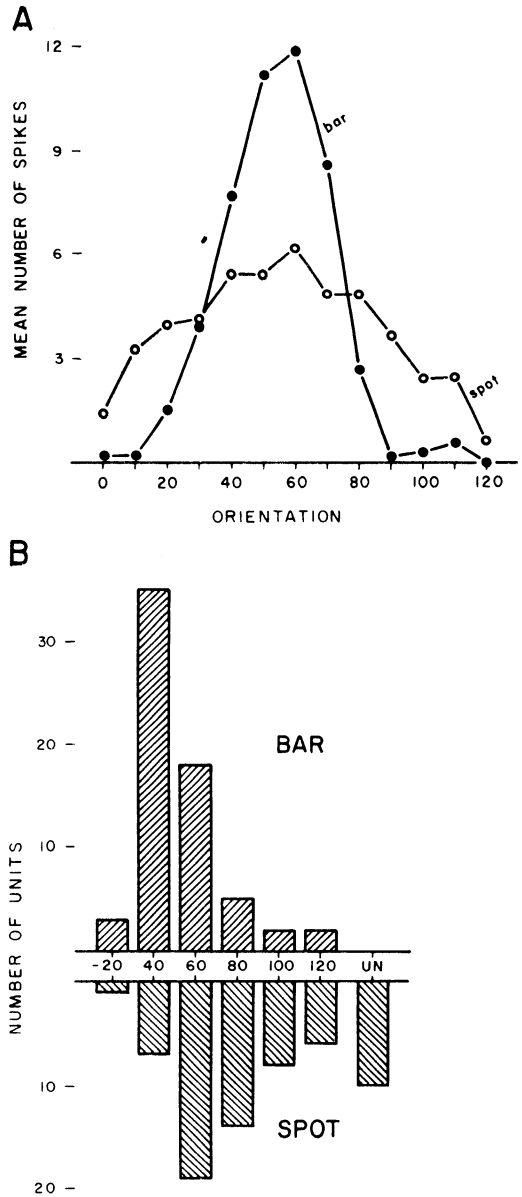 A
12
9
6
3
MEAN NUMBER OF SPIKES
bar
spot
0 20 40 60 80 100 120
ORIENTATION
B
30
20
10
BAR
NUMBER OF UNITS
-20 40 60 80 100 120 UN
10
20
SPOT